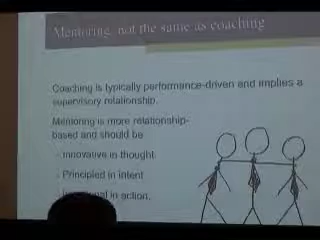 Mentoring, not the same as coaching
Coaching is typically performance-driven and implies a
supervisory relationship.
Mentoring is more relationship-
based and should be
- Innovative in thought
- Principled in intent
in action.